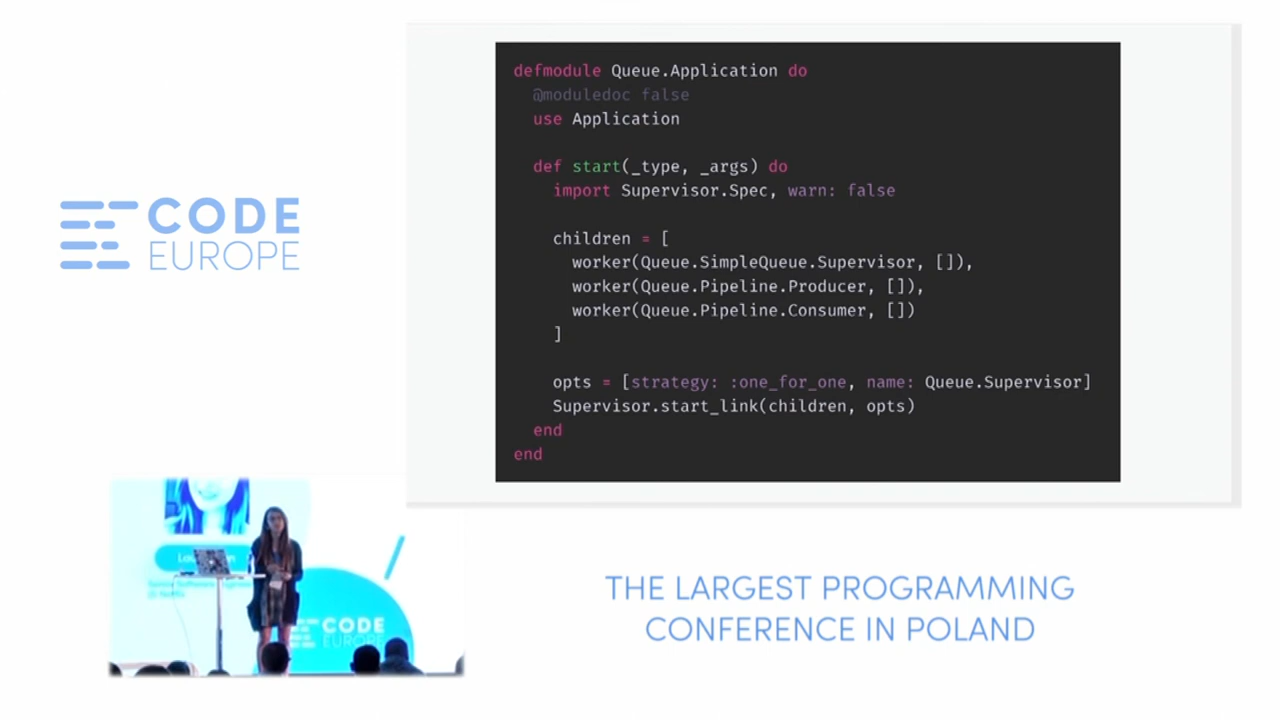 CODE
EUROPE
defmodule Queue.Application do
  @moduledoc false
  use Application

  def start(_type, _args) do
    import Supervisor.Spec, warn: false

    children = [
      worker(Queue.SimpleQueue.Supervisor, []),
      worker(Queue.Pipeline.Producer, []),
      worker(Queue.Pipeline.Consumer, [])
    ]

    opts = [strategy: :one_for_one, name: Queue.Supervisor]
    Supervisor.start_link(children, opts)
  end
end
CODE
EUROPE
THE LARGEST PROGRAMMING
CONFERENCE IN POLAND